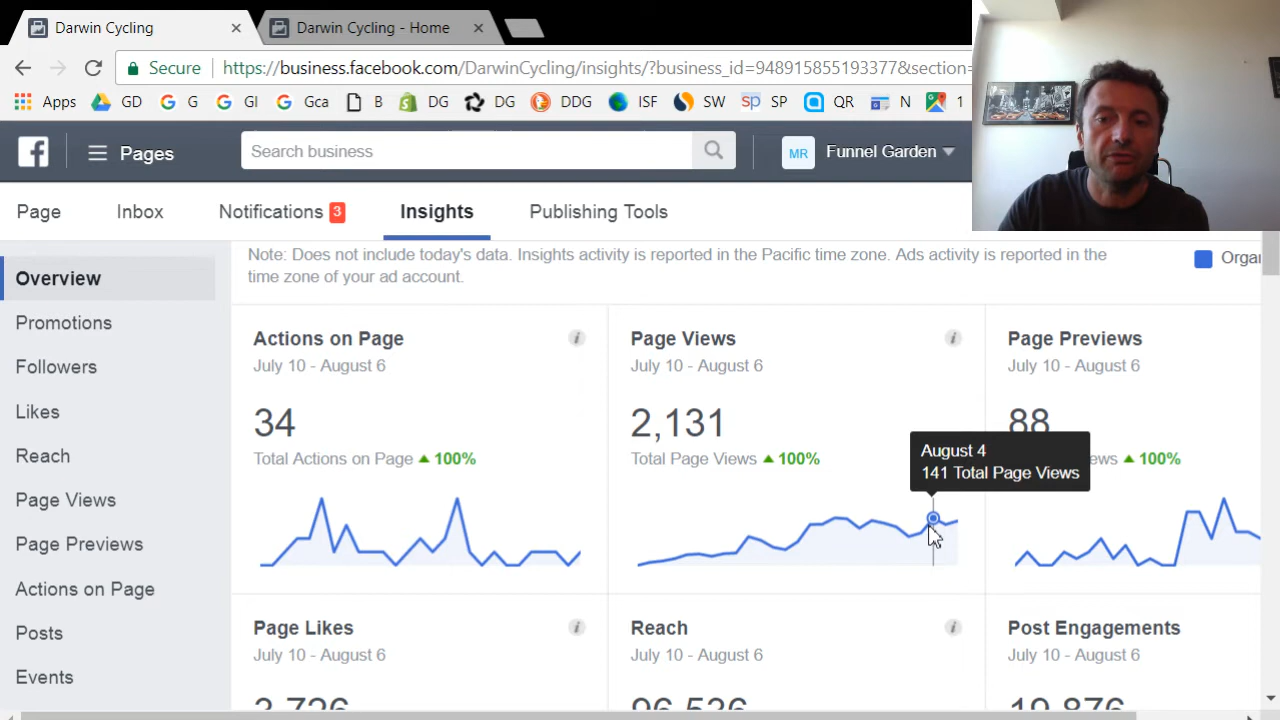 Darwin Cycling
Darwin Cycling - Home
Secure
https://business.facebook.com/DarwinCycling/insights/?business_id=948915855193377&section=
Apps GD G G GI Gca B DG DG DDG ISF SW sp SP QR N 1
f Pages Search business MR Funnel Garden
Page Inbox Notifications 3 Insights Publishing Tools
Note: Does not include today's data. Insights activity is reported in the Pacific time zone. Ads activity is reported in the
time zone of your ad account.
Orga
Overview
Promotions
Followers
Likes
Reach
Page Views
Page Previews
Actions on Page
Posts
Events
Actions on Page i
July 10 - August 6
34
Total Actions on Page 100%
Page Views i
July 10 - August 6
2,131
Total Page Views 100%
August 4
141 Total Page Views
Page Previews
July 10 - August 6
88
ews 100%
Page Likes i
July 10 - August 6
Reach i
July 10 - August 6
Post Engagements
July 10 - August 6